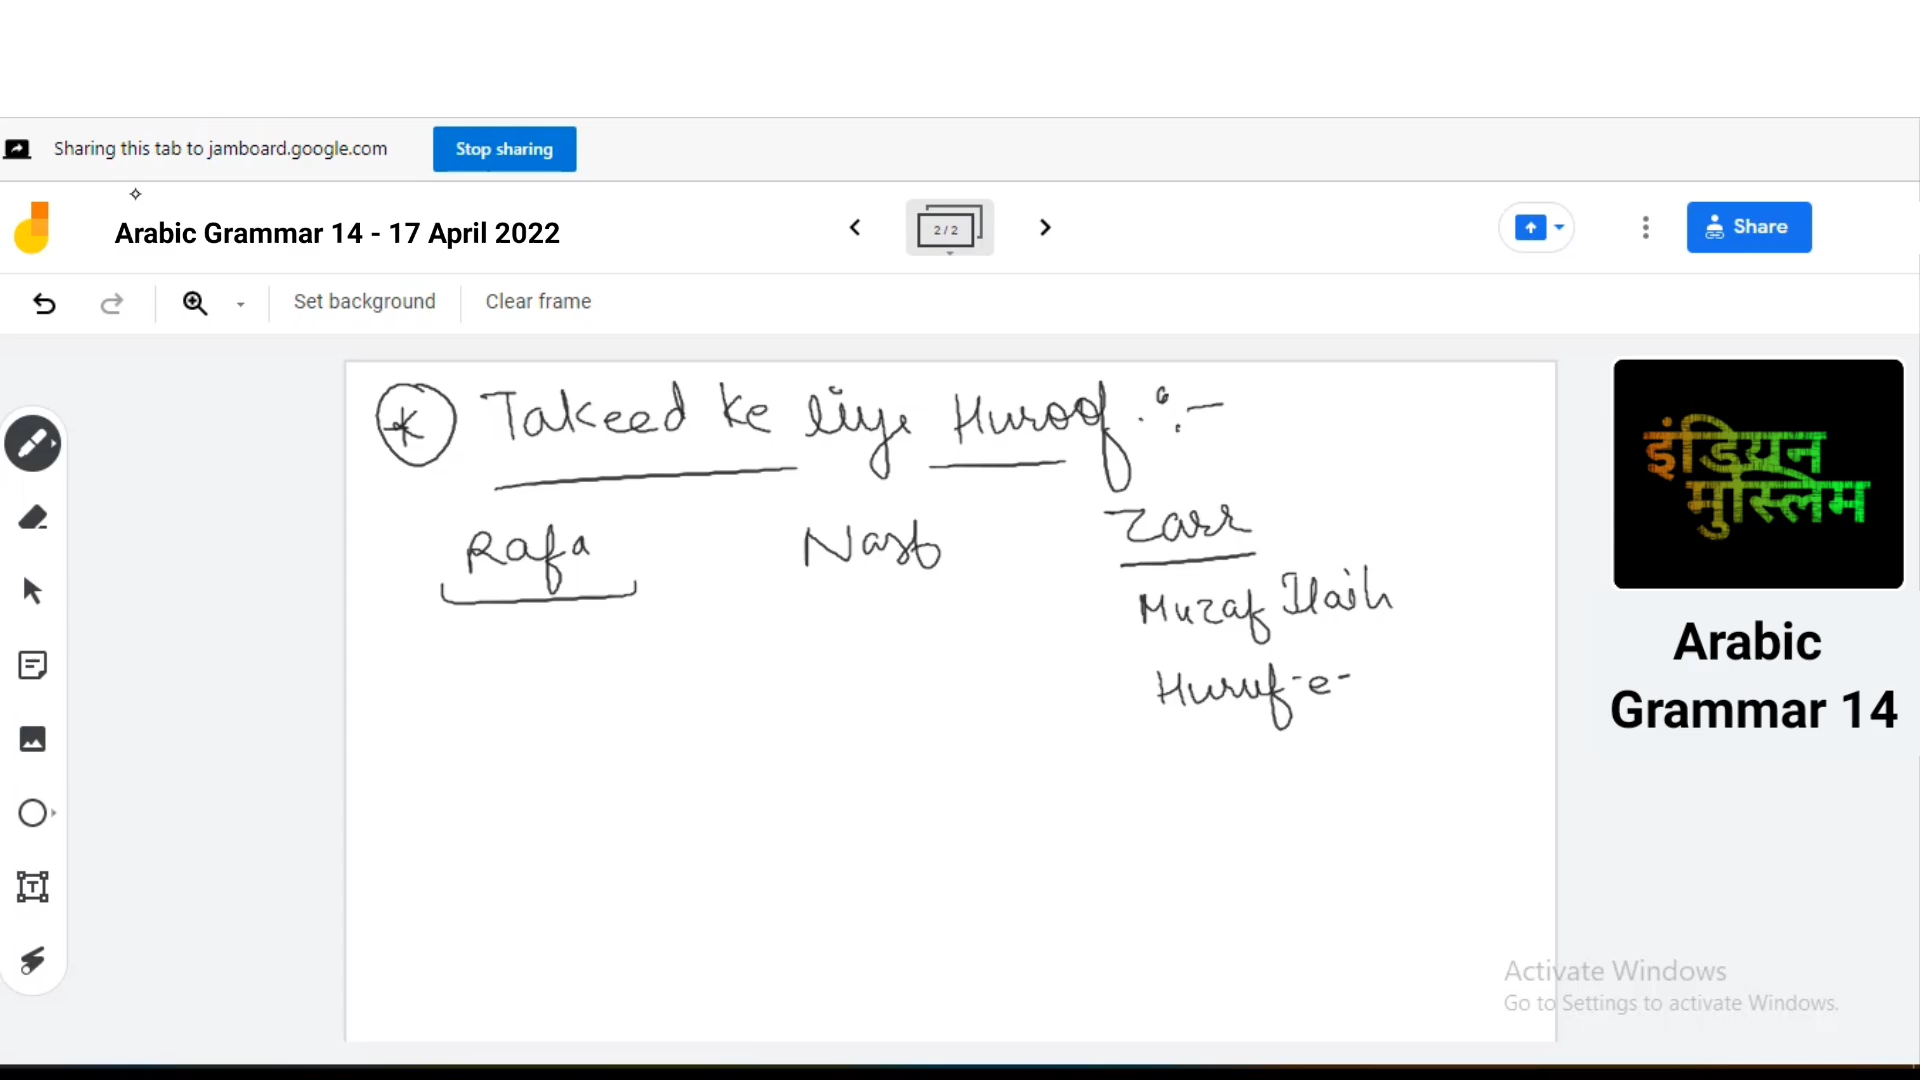 Sharing this tab to jamboard.google.com Stop sharing
Arabic Grammar 14 - 17 April 2022
2 / 2
Share
Set background Clear frame
* Takeed ke liye Huroof :-
Rafa Nasb Zarr
Muzaf Ilaih
Huruf-e-
इंडियन
मुस्लिम
Arabic
Grammar 14
Activate Windows
Go to Settings to activate Windows.